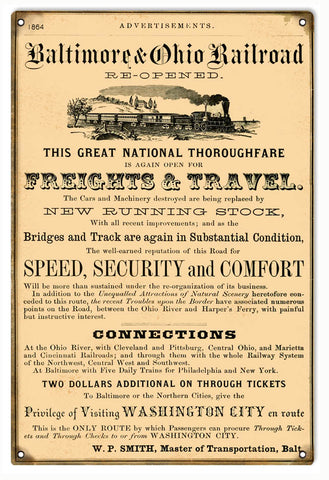 1864
ADVERTISEMENTS.
Baltimore & Ohio Railroad
RE-OPENED.
THIS GREAT NATIONAL THOROUGHFARE
IS AGAIN OPEN FOR
FREIGHTS & TRAVEL.
The Cars and Machinery destroyed are being replaced by
NEW RUNNING STOCK,
With all recent improvements; and as the
Bridges and Track are again in Substantial Condition,
The well-earned reputation of this Road for
SPEED, SECURITY and COMFORT
Will be more than sustained under the re-organization of its business.
In addition to the Unequalled Attractions of Natural Scenery heretofore con-
ceded to this route, the recent Troubles upon the Border have associated numerous
points on the Road, between the Ohio River and Harper's Ferry, with painful
but instructive interest.
CONNECTIONS
At the Ohio River, with Cleveland and Pittsburg, Central Ohio, and Marietta
and Cincinnati Railroads; and through them with the whole Railway System
of the Northwest, Central West and Southwest.
At Baltimore with Five Daily Trains for Philadelphia and New York.
TWO DOLLARS ADDITIONAL ON THROUGH TICKETS
To Baltimore or the Northern Cities, give the
Privilege of Visiting WASHINGTON CITY en route
This is the ONLY ROUTE by which Passengers can procure Through Tick-
ets and Through Checks to or from WASHINGTON CITY.
W. P. SMITH, Master of Transportation, Balt.